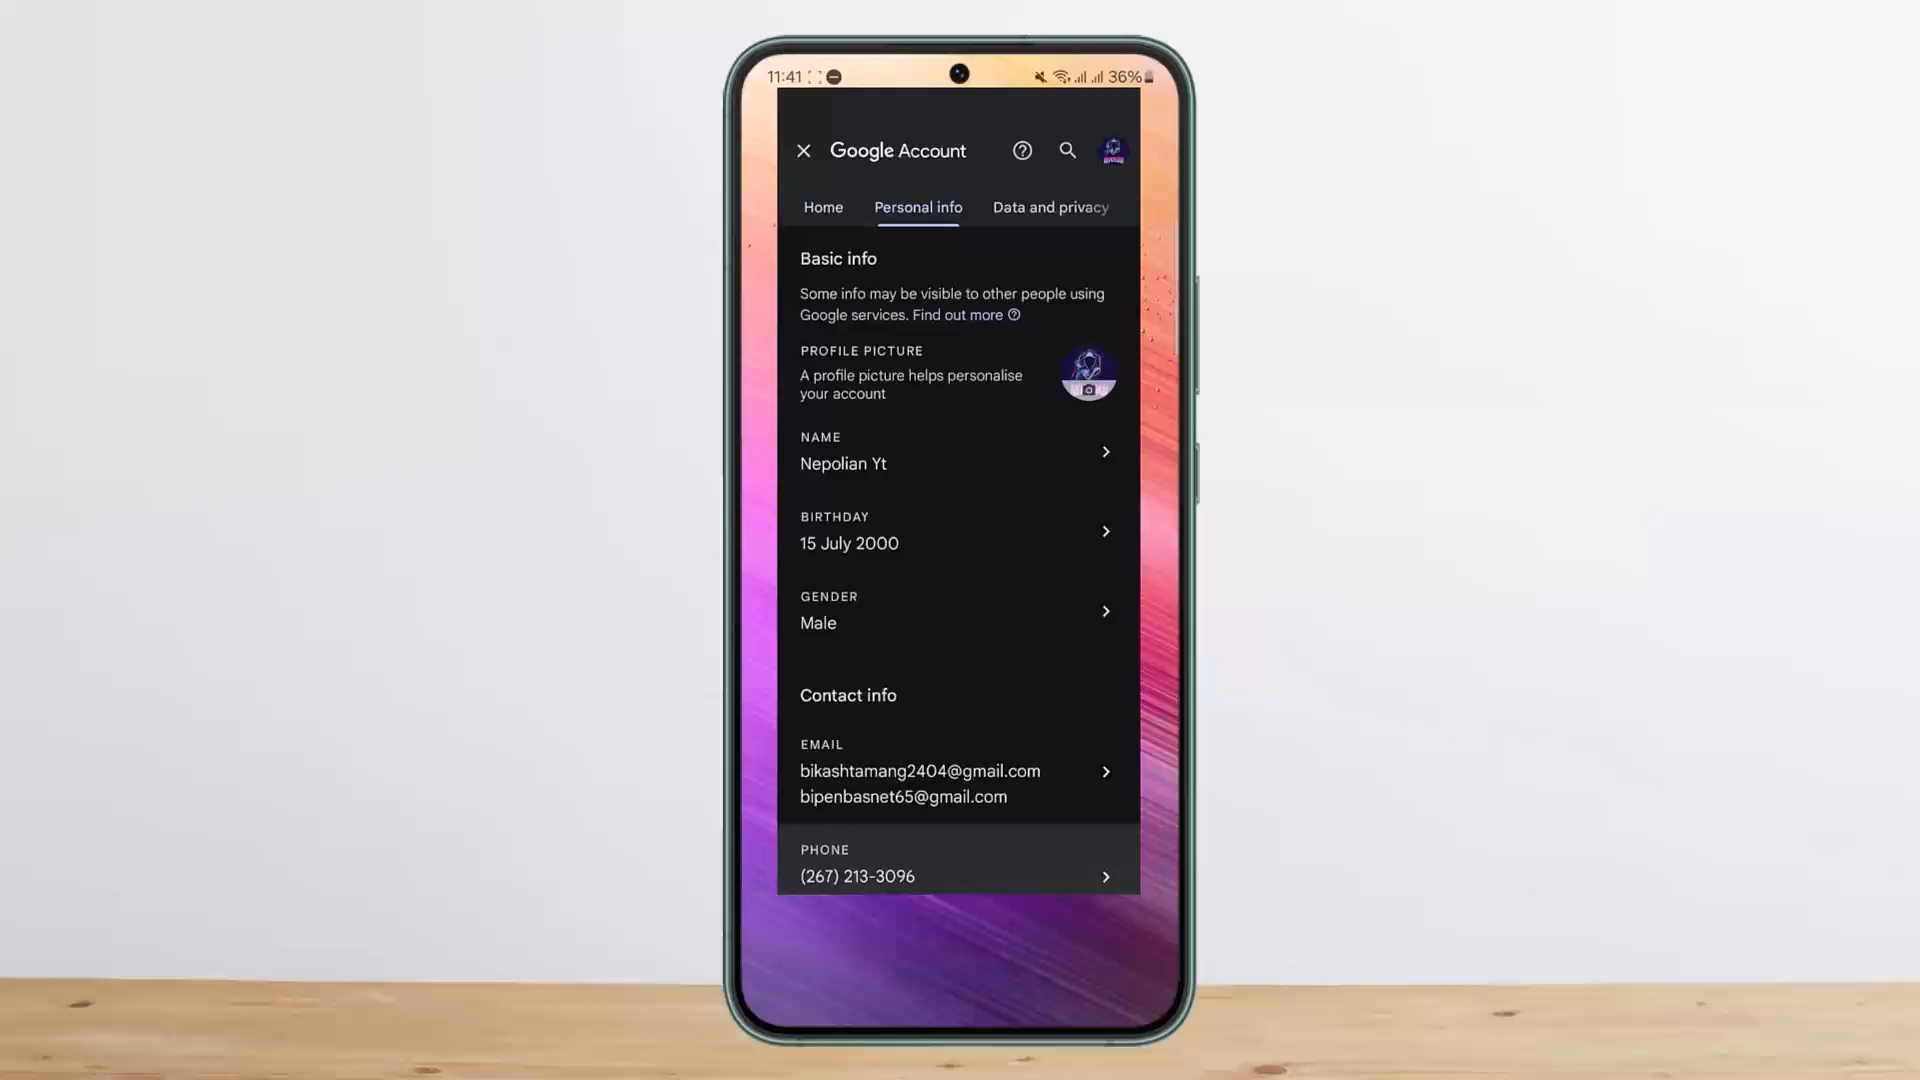 11:41
36%
Google Account
Home
Personal info
Data and privacy
Basic info
Some info may be visible to other people using
Google services. Find out more
PROFILE PICTURE
A profile picture helps personalise
your account
NAME
Nepolian Yt
BIRTHDAY
15 July 2000
GENDER
Male
Contact info
EMAIL
bikashtamang2404@gmail.com
bipenbasnet65@gmail.com
PHONE
(267) 213-3096